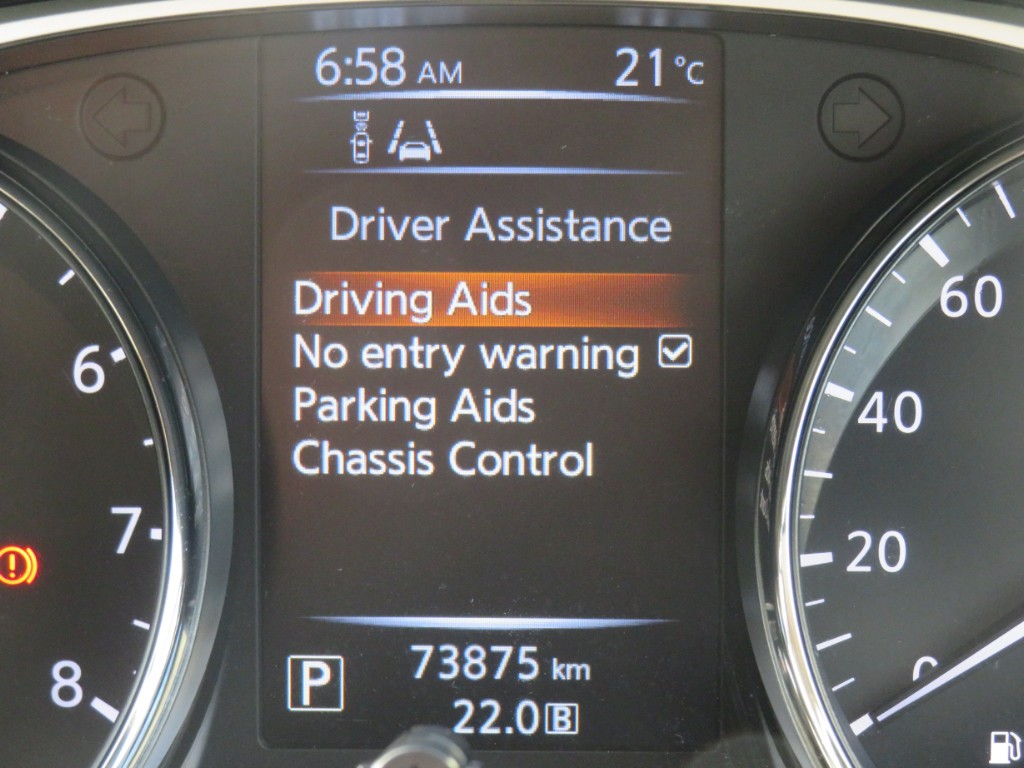 6:58 AM 21°C
Driver Assistance
Driving Aids
No entry warning
Parking Aids
Chassis Control
P 73875 km
22.0 B
6
7
8
60
40
20
0
!